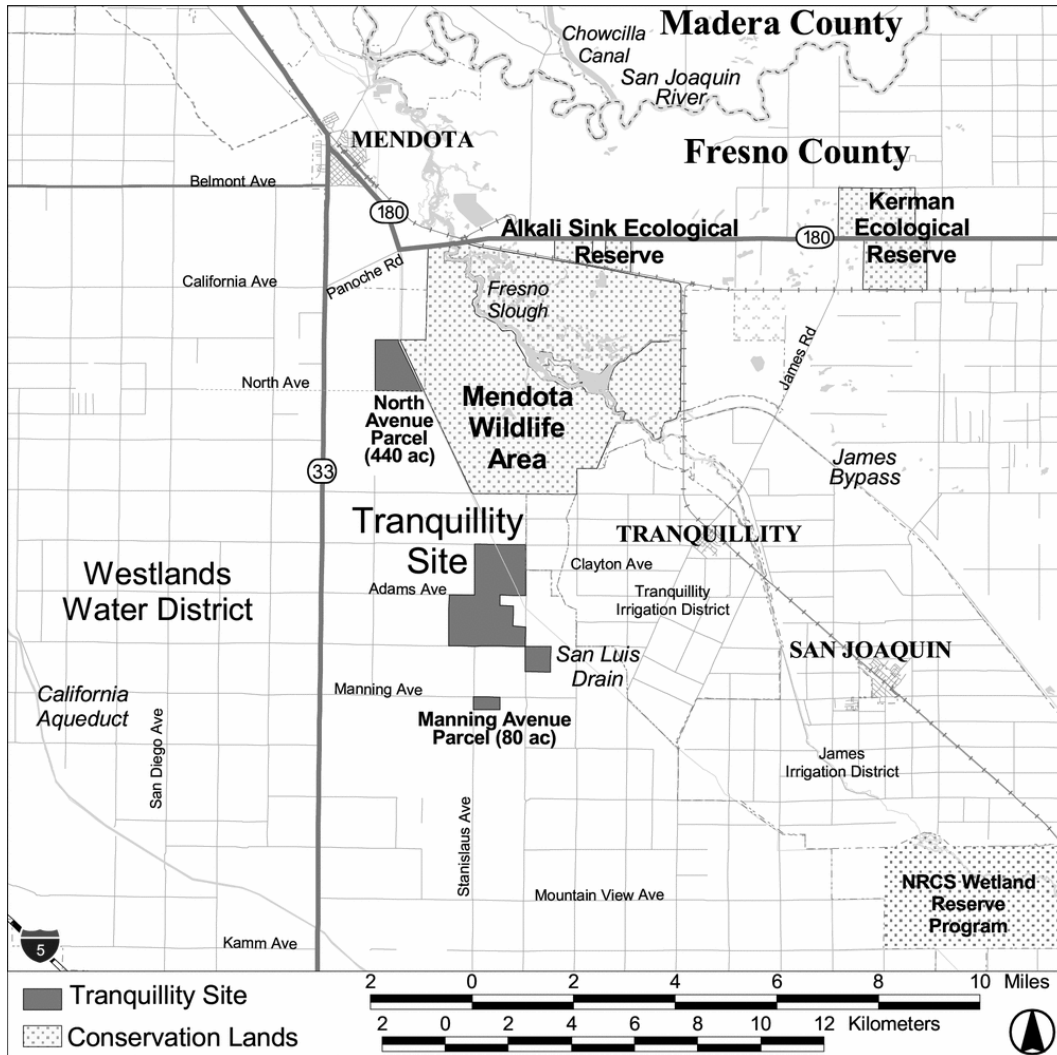 Madera County
Chowcilla
Canal
San Joaquin
River
MENDOTA
Fresno County
Belmont Ave
Kerman
Ecological
Reserve
180
Alkali Sink Ecological
Reserve
180
California Ave
Panoche Rd
Fresno
Slough
James Rd
North Ave
North
Avenue
Parcel
(440 ac)
Mendota
Wildlife
Area
James
Bypass
33
Tranquillity
Site
TRANQUILLITY
Westlands
Water District
Clayton Ave
Adams Ave
Tranquillity
Irrigation District
San Luis
Drain
SAN JOAQUIN
California
Aqueduct
Manning Ave
Manning Avenue
Parcel (80 ac)
San Diego Ave
James
Irrigation District
Stanislaus Ave
Mountain View Ave
NRCS Wetland
Reserve
Program
5
Kamm Ave
Tranquillity Site
Conservation Lands
2 0 2 4 6 8 10 Miles
2 0 2 4 6 8 10 12 Kilometers